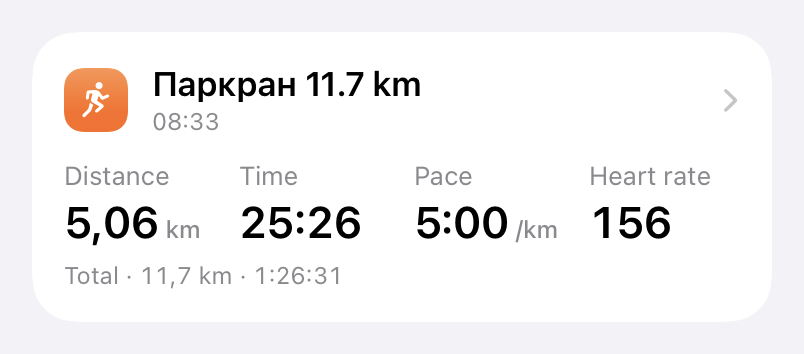 Паркран 11.7 km
08:33
Distance Time Pace Heart rate
5,06 km 25:26 5:00 /km 156
Total · 11,7 km · 1:26:31